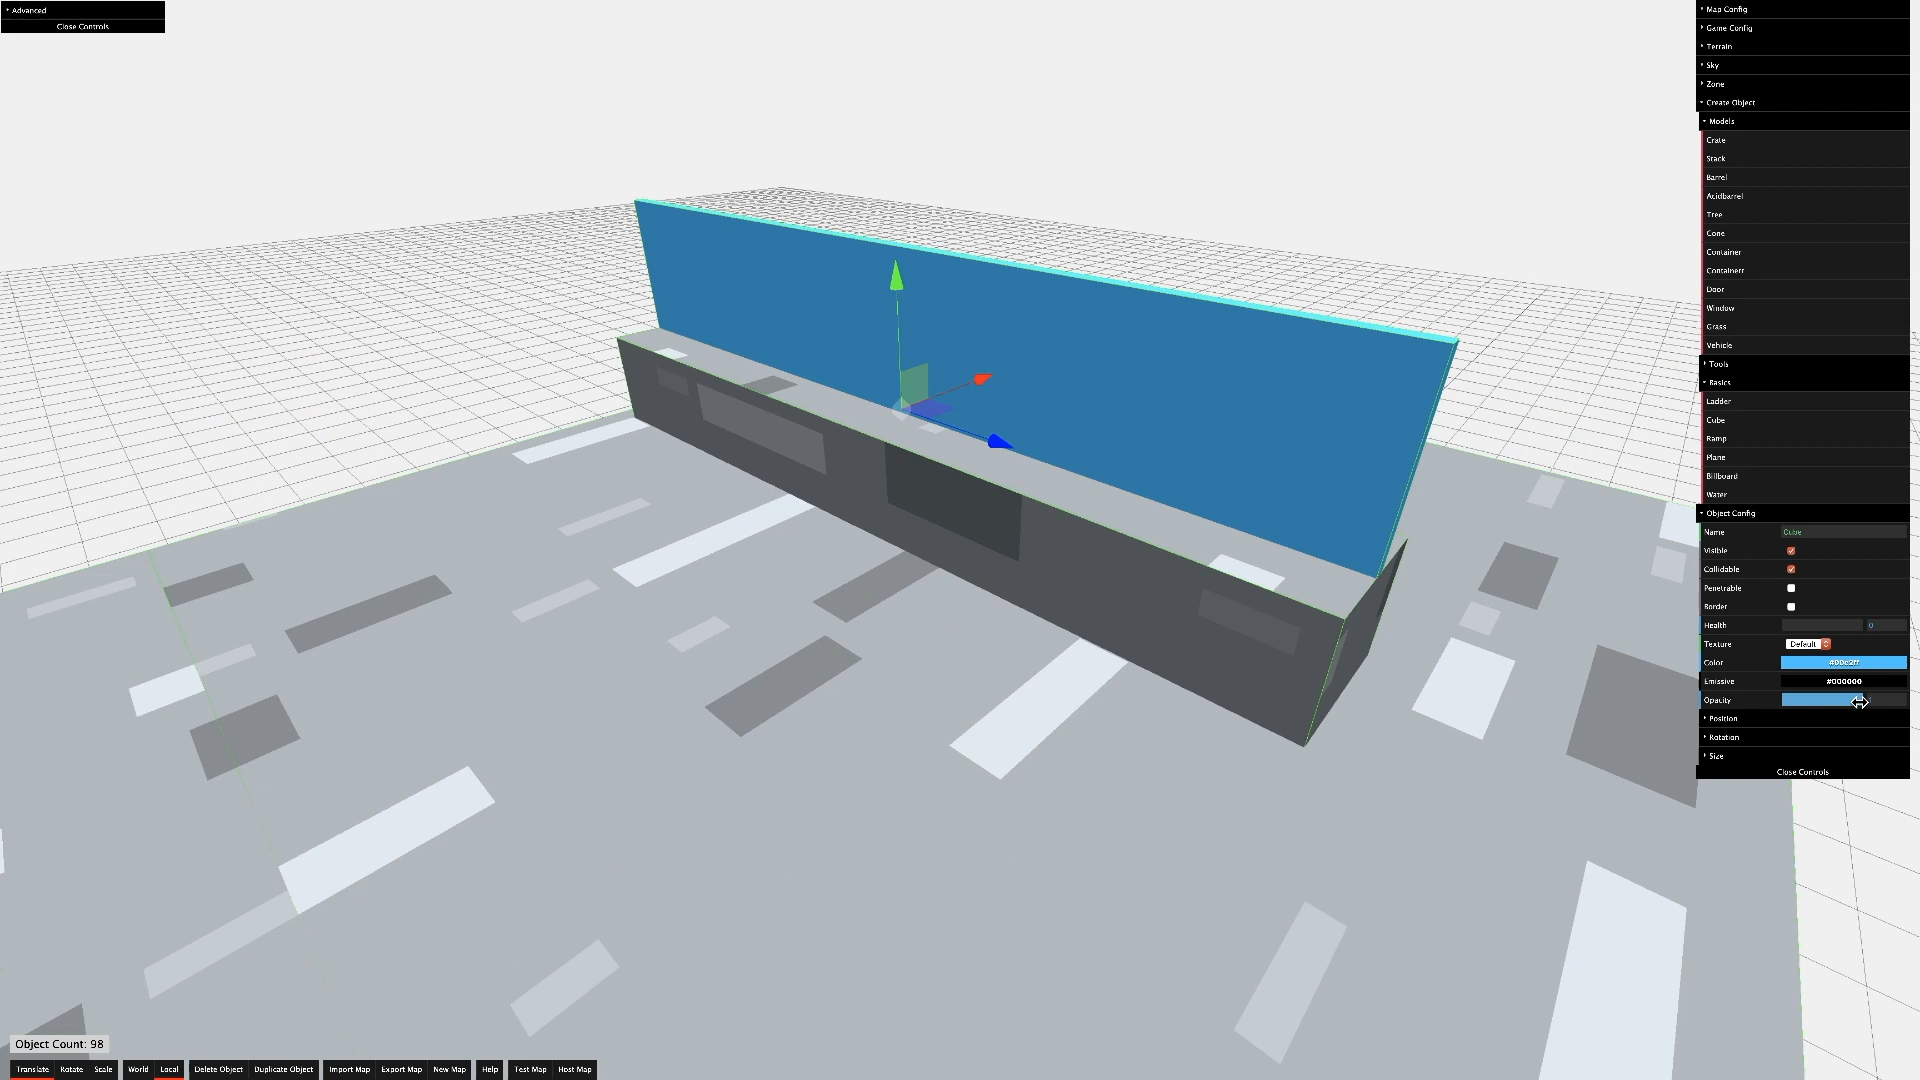 Advanced
Close Controls
Map Config
Game Config
Terrain
Sky
Zone
Create Object
Models
Crate
Stack
Barrel
Acidbarrel
Tree
Cone
Container
Containerr
Door
Window
Grass
Vehicle
Tools
Basics
Ladder
Cube
Ramp
Plane
Billboard
Water
Object Config
Name Cube
Visible
Collidable
Penetrable
Border
Health 0
Texture Default
Color
Emissive #000000
Opacity
Position
Rotation
Size
Close Controls
Object Count: 98
Translate Rotate Scale World Local Delete Object Duplicate Object Import Map Export Map New Map Help Test Map Host Map